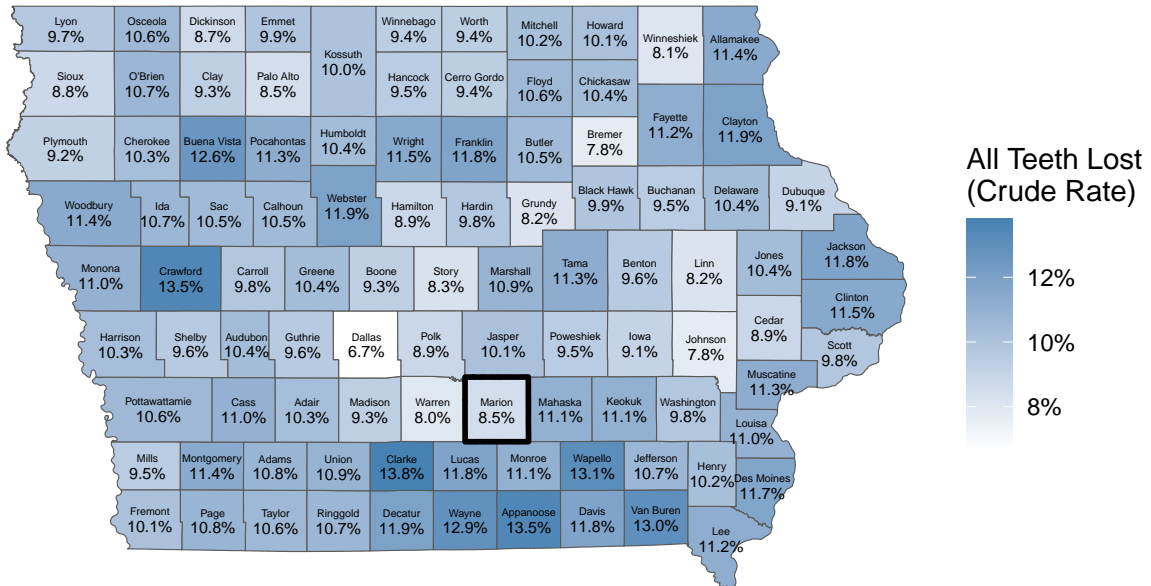 Lyon
9.7%
Osceola
10.6%
Dickinson
8.7%
Emmet
9.9%
Kossuth
10.0%
Winnebago
9.4%
Worth
9.4%
Mitchell
10.2%
Howard
10.1%
Winneshiek
8.1%
Allamakee
11.4%
Sioux
8.8%
O'Brien
10.7%
Clay
9.3%
Palo Alto
8.5%
Hancock
9.5%
Cerro Gordo
9.4%
Floyd
10.6%
Chickasaw
10.4%
Fayette
11.2%
Clayton
11.9%
Plymouth
9.2%
Cherokee
10.3%
Buena Vista
12.6%
Pocahontas
11.3%
Humboldt
10.4%
Wright
11.5%
Franklin
11.8%
Butler
10.5%
Bremer
7.8%
Woodbury
11.4%
Ida
10.7%
Sac
10.5%
Calhoun
10.5%
Webster
11.9%
Hamilton
8.9%
Hardin
9.8%
Grundy
8.2%
Black Hawk
9.9%
Buchanan
9.5%
Delaware
10.4%
Dubuque
9.1%
Monona
11.0%
Crawford
13.5%
Carroll
9.8%
Greene
10.4%
Boone
9.3%
Story
8.3%
Marshall
10.9%
Tama
11.3%
Benton
9.6%
Linn
8.2%
Jones
10.4%
Jackson
11.8%
Clinton
11.5%
Harrison
10.3%
Shelby
9.6%
Audubon
10.4%
Guthrie
9.6%
Dallas
6.7%
Polk
8.9%
Jasper
10.1%
Poweshiek
9.5%
Iowa
9.1%
Johnson
7.8%
Cedar
8.9%
Scott
9.8%
Muscatine
11.3%
Pottawattamie
10.6%
Cass
11.0%
Adair
10.3%
Madison
9.3%
Warren
8.0%
Marion
8.5%
Mahaska
11.1%
Keokuk
11.1%
Washington
9.8%
Louisa
11.0%
Mills
9.5%
Montgomery
11.4%
Adams
10.8%
Union
10.9%
Clarke
13.8%
Lucas
11.8%
Monroe
11.1%
Wapello
13.1%
Jefferson
10.7%
Henry
10.2%
Des Moines
11.7%
Fremont
10.1%
Page
10.8%
Taylor
10.6%
Ringgold
10.7%
Decatur
11.9%
Wayne
12.9%
Appanoose
13.5%
Davis
11.8%
Van Buren
13.0%
Lee
11.2%
All Teeth Lost
(Crude Rate)
12%
10%
8%